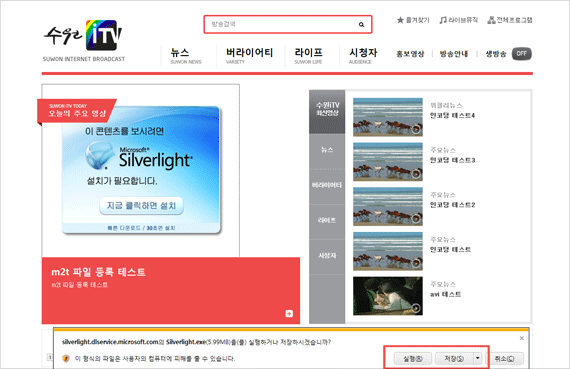 수원 iTV
SUWON INTERNET BROADCAST
방송검색
즐겨찾기
라이브뮤직
전체프로그램
뉴스
SUWON NEWS
버라이어티
VARIETY
라이프
SUWON LIFE
시청자
AUDIENCE
홍보영상
방송안내
생방송 OFF
SUWON iTV TODAY
오늘의 주요 영상
이 콘텐츠를 보시려면
Microsoft®
Silverlight™
설치가 필요합니다.
지금 클릭하면 설치
빠른 다운로드 / 30초면 설치
m2t 파일 등록 테스트
m2t 파일 등록 테스트
수원iTV
최신영상
뉴스
버라이어티
라이프
시청자
위클리뉴스
인코딩 테스트4
주요뉴스
인코딩 테스트3
주요뉴스
인코딩 테스트2
주요뉴스
인코딩 테스트
주요뉴스
avi 테스트
silverlight.dlservice.microsoft.com의 Silverlight.exe(5.99MB)을(를) 실행하거나 저장하시겠습니까?
이 형식의 파일은 사용자의 컴퓨터에 피해를 줄 수 있습니다.
실행(R)
저장(S)
취소(C)